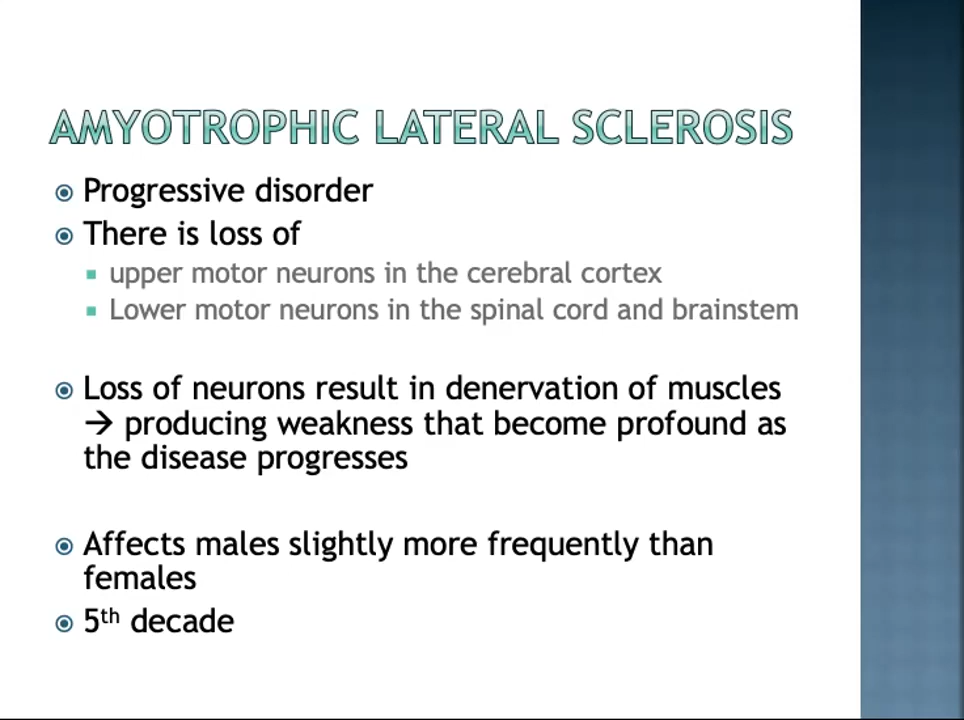 AMYOTROPHIC LATERAL SCLEROSIS
Progressive disorder
There is loss of
upper motor neurons in the cerebral cortex
Lower motor neurons in the spinal cord and brainstem
Loss of neurons result in denervation of muscles
→ producing weakness that become profound as
the disease progresses
Affects males slightly more frequently than
females
5th decade